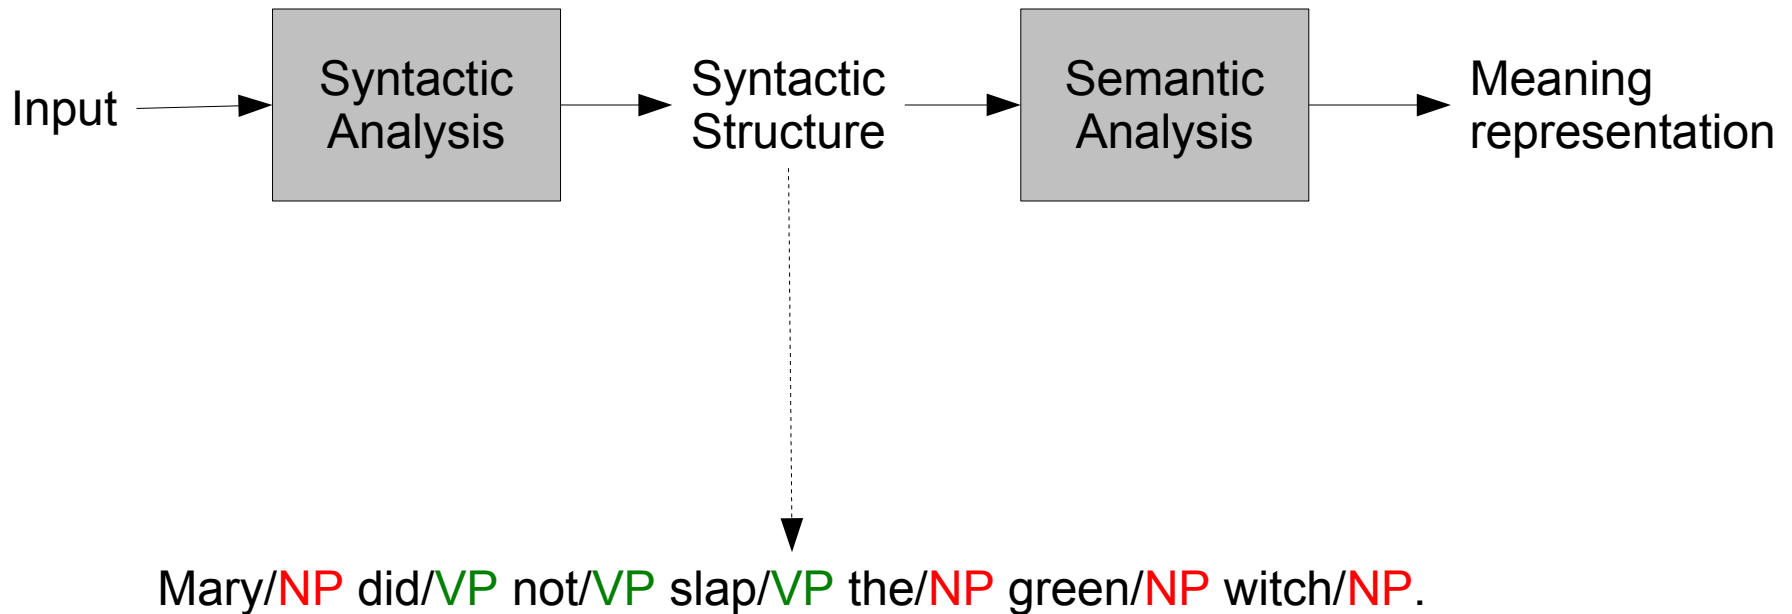 Input
Syntactic
Analysis
Syntactic
Structure
Semantic
Analysis
Meaning
representation
Mary/NP did/VP not/VP slap/VP the/NP green/NP witch/NP.